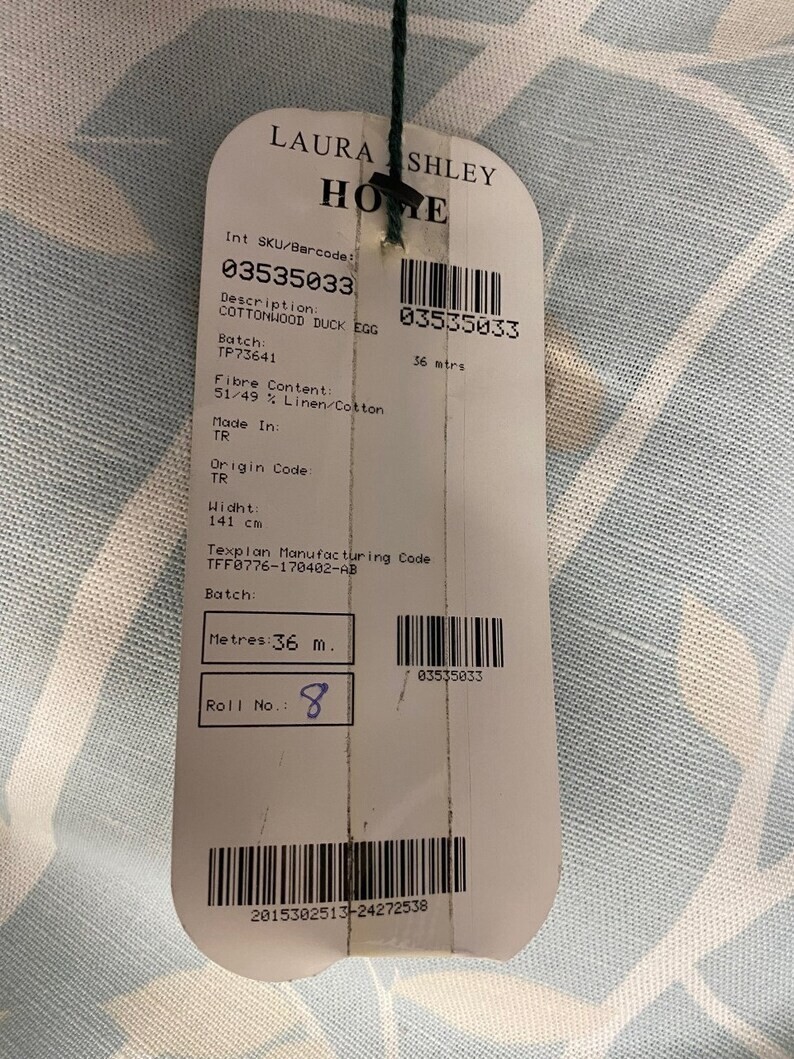 LAURA ASHLEY
HOME
Int SKU/Barcode:
03535033
03535033
Description:
COTTONWOOD DUCK EGG
Batch:
TP73641
36 mtrs
Fibre Content:
51/49 % Linen/Cotton
Made In:
TR
Origin Code:
TR
Widht:
141 cm
Texplan Manufacturing Code
TFF0776-170402-AB
Batch:
Metres:36 m.
03535033
Roll No.: 8
2015302513-24272538